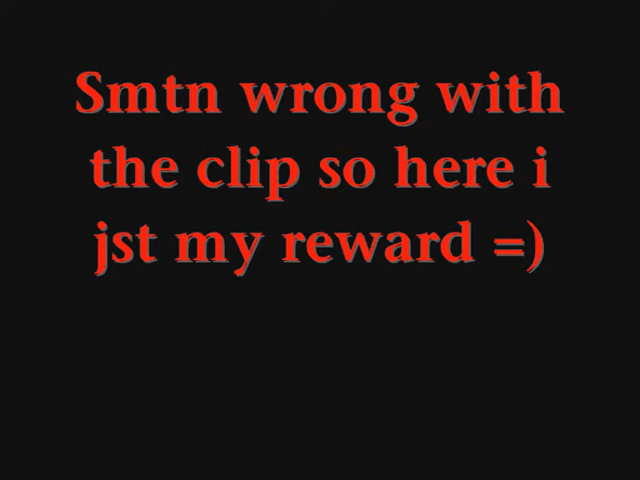 Smtn wrong with
the clip so here i
jst my reward =)